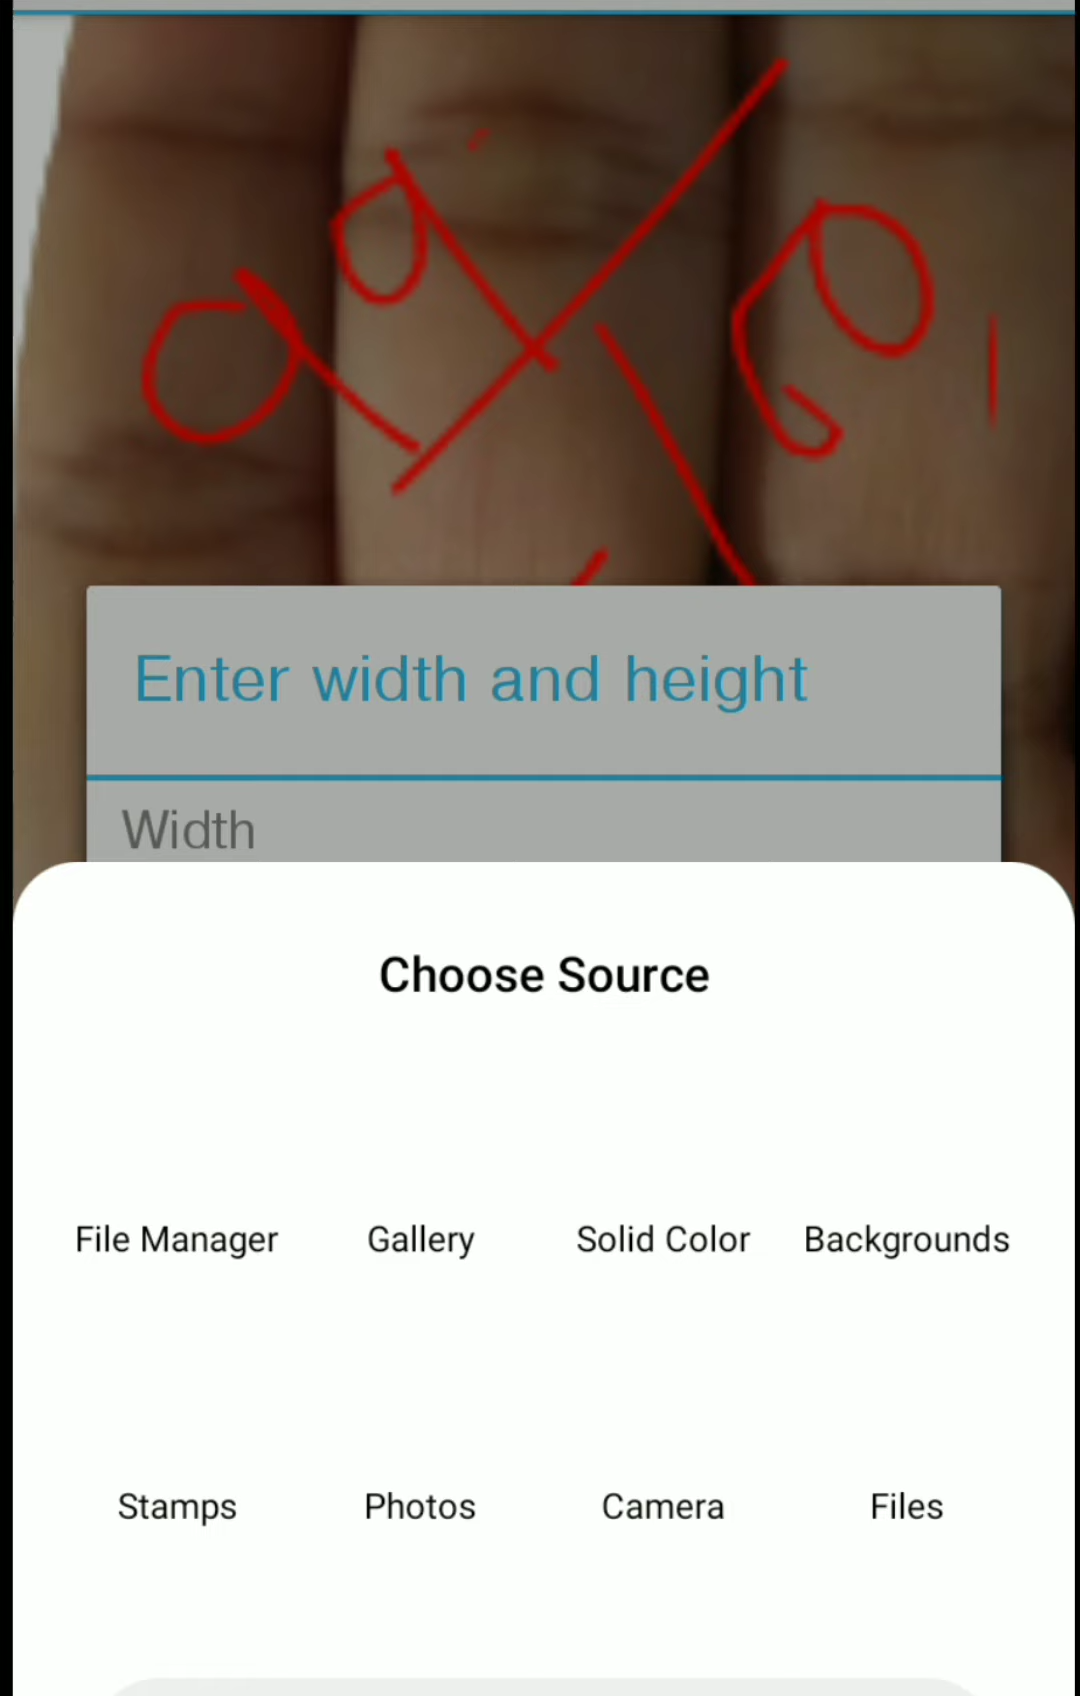 Enter width and height
Width
Choose Source
File Manager Gallery Solid Color Backgrounds
Stamps Photos Camera Files